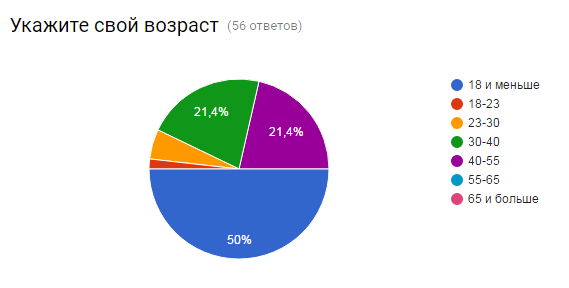 Укажите свой возраст (56 ответов)
18 и меньше
18-23
23-30
30-40
40-55
55-65
65 и больше
21,4%
21,4%
50%